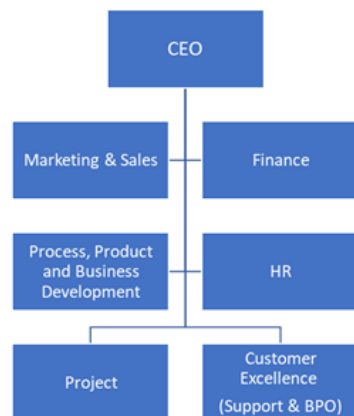 CEO
Marketing & Sales
Finance
Process, Product
and Business
Development
HR
Project
Customer
Excellence
(Support & BPO)